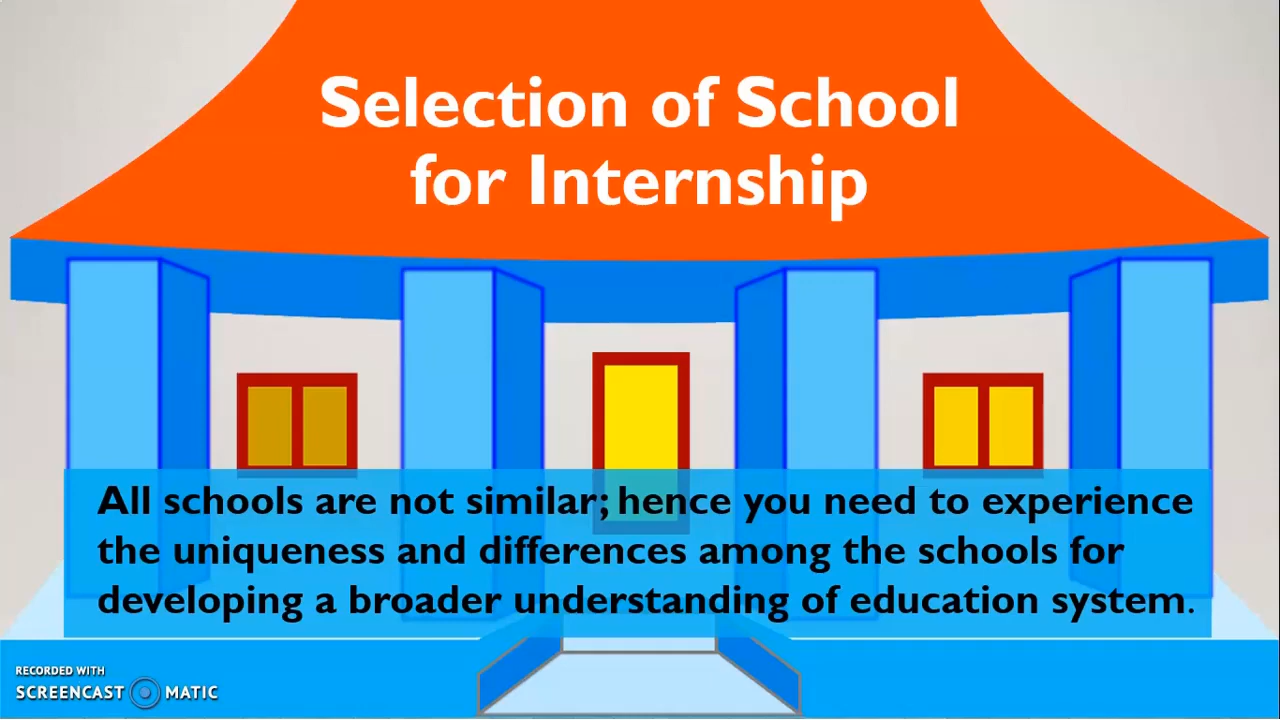 Selection of School
for Internship
All schools are not similar; hence you need to experience
the uniqueness and differences among the schools for
developing a broader understanding of education system.
RECORDED WITH
SCREENCAST MATIC